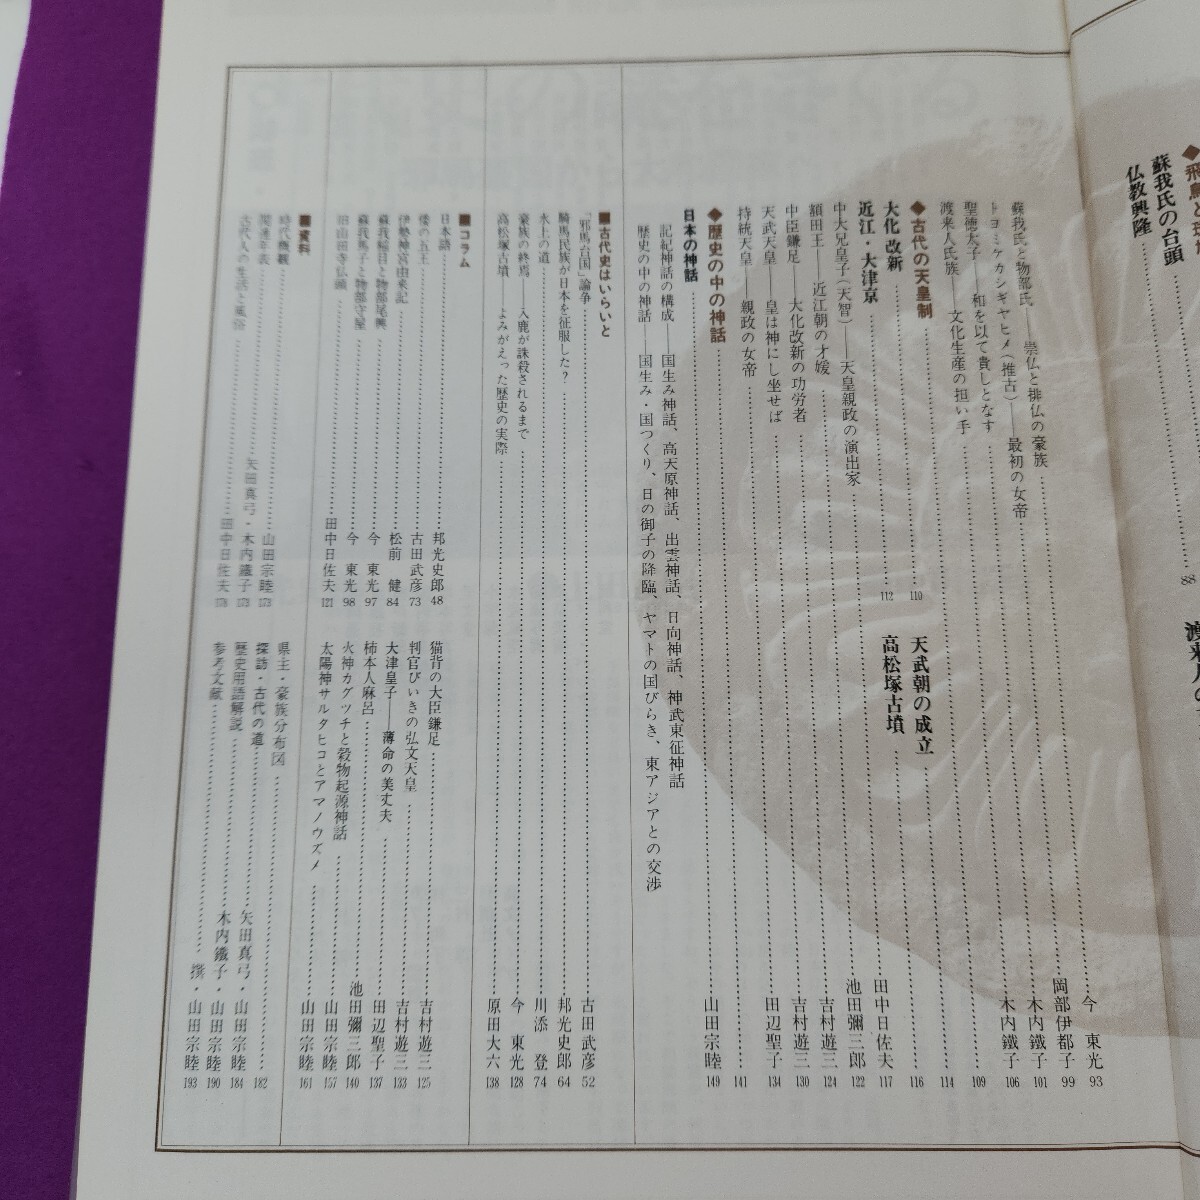 蘇我氏の台頭
仏教興隆
88
蘇我氏と物部氏――崇仏と排仏の豪族 今 東光 93
トヨミケカシギヤヒメ(推古)――最初の女帝 岡部伊都子 99
聖徳太子――和を以て貴しとなす 木内鐵子 101
渡来人氏族――文化生産の担い手 木内鐵子 106
109
◆古代の天皇制 110
天武朝の成立 114
大化改新 112
高松塚古墳 116
近江・大津京
田中日佐夫 117
中大兄皇子(天智)――天皇親政の演出家 池田彌三郎 122
額田王――近江朝の才媛 吉村遊三 124
中臣鎌足――大化改新の功労者 吉村遊三 130
天武天皇――皇は神にし坐せば 田辺聖子 134
持統天皇――親政の女帝 141
◆歴史の中の神話 山田宗睦 149
日本の神話
記紀神話の構成――国生み神話、高天原神話、出雲神話、日向神話、神武東征神話
歴史の中の神話――国生み・国つくり、日の御子の降臨、ヤマトの国びらき、東アジアとの交渉
■古代史はいらいと
「邪馬台国」論争 古田武彦 52
騎馬民族が日本を征服した? 邦光史郎 64
水上の道 川添 登 74
豪族の終焉――入鹿が誅殺されるまで 今 東光 128
高松塚古墳――よみがえった歴史の実際 原田大六 138
■コラム
日本語 邦光史郎 48
倭の五王 古田武彦 73
伊勢神宮由来記 松前 健 84
蘇我稲目と物部尾輿 今 東光 97
蘇我馬子と物部守屋 今 東光 98
旧山田寺仏頭 田中日佐夫 121
猫背の大臣鎌足 吉村遊三 125
判官びいきの弘文天皇 吉村遊三 133
大津皇子――薄命の美丈夫 田辺聖子 137
柿本人麻呂 池田彌三郎 140
火神カグツチと穀物起源神話 山田宗睦 157
太陽神サルタヒコとアマノウズメ 山田宗睦 161
■資料
時代概観 山田宗睦 173
関連年表 矢田真弓・木内鐵子 173
古代人の生活と風俗 田中日佐夫 178
県主・豪族分布図 182
探訪・古代の道 矢田真弓・山田宗睦 184
歴史用語解説 木内鐵子・山田宗睦 190
参考文献 撰・山田宗睦 193